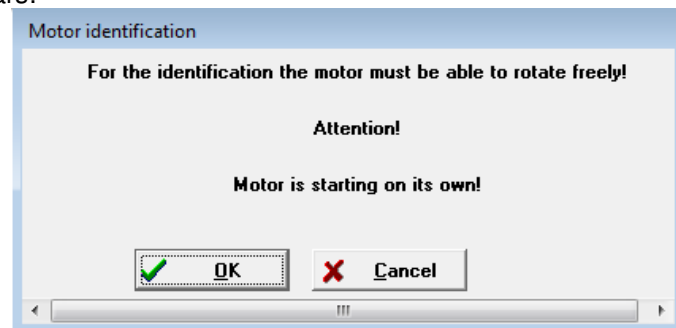 Motor identification
For the identification the motor must be able to rotate freely!
Attention!
Motor is starting on its own!
OK
Cancel